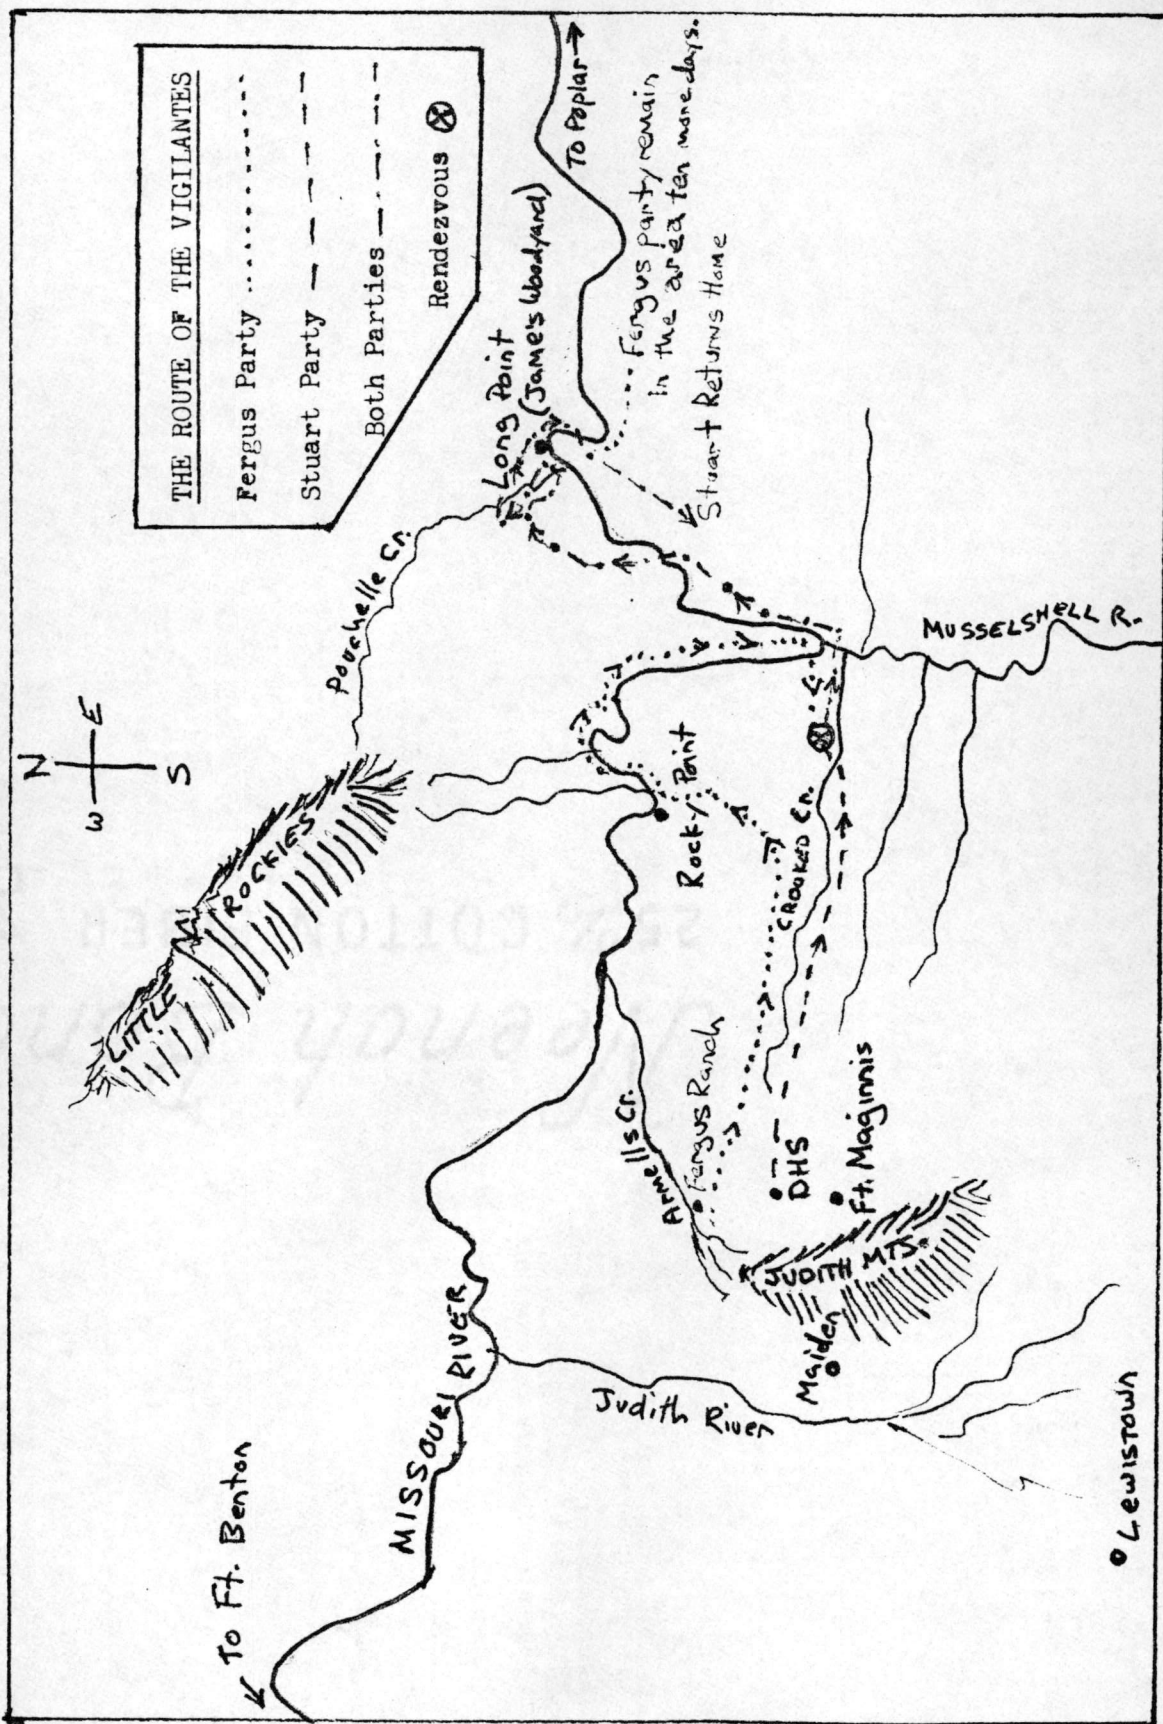 THE ROUTE OF THE VIGILANTES
Fergus Party
Stuart Party
Both Parties
Rendezvous
N
W E
S
To Ft. Benton
LITTLE ROCKIES
Pouchelle Cr.
Long Point
(James's Woodyard)
To Poplar
MISSOURI RIVER
Fergus party remain
in the area ten more days.
Stuart Returns Home
Rocky Point
Armells Cr.
Fergus Ranch
CROOKED Cr.
MUSSELSHELL R.
Judith River
DHS
Ft. Maginnis
JUDITH MTS.
Maiden
Lewistown
25% COTTON